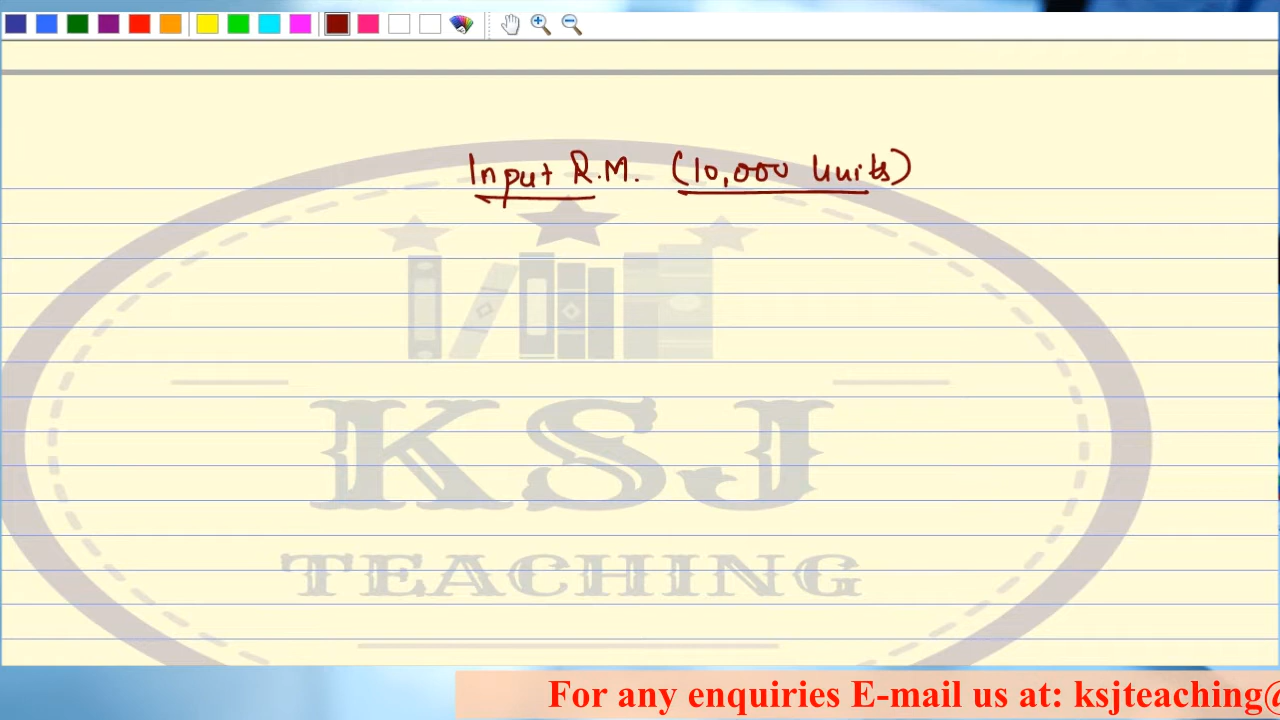 Input R.M. (10,000 Units)
KSJ
TEACHING
For any enquiries E-mail us at: ksjteaching@